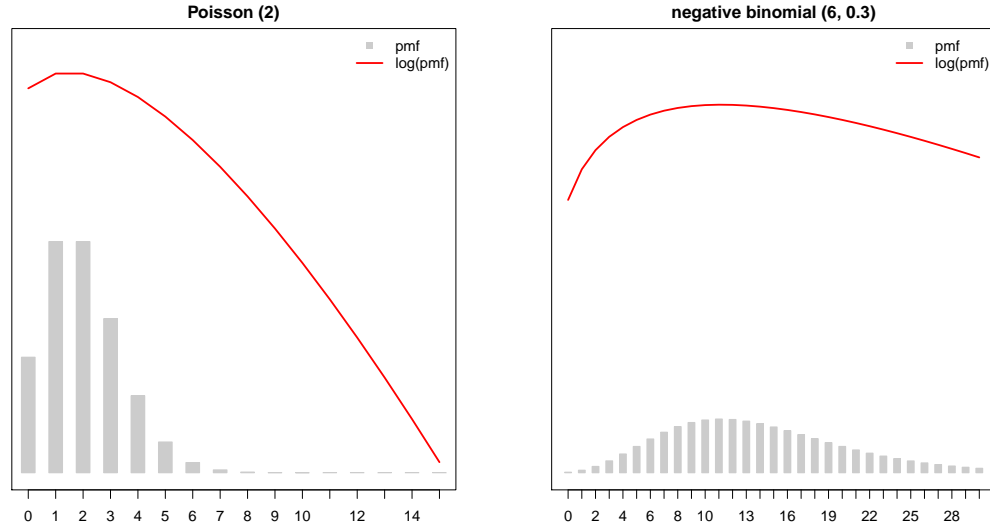 Poisson (2)
pmf
log(pmf)
0 1 2 3 4 5 6 7 8 9 10 12 14
negative binomial (6, 0.3)
pmf
log(pmf)
0 2 4 6 8 10 13 16 19 22 25 28